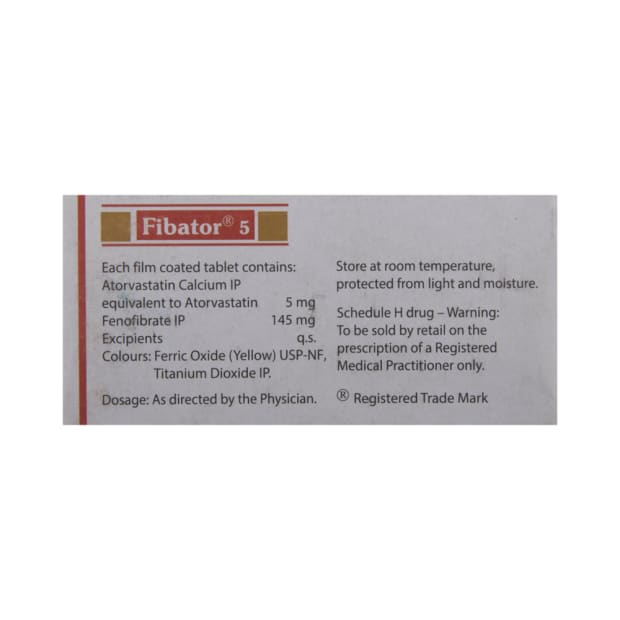 Fibator® 5
Each film coated tablet contains:
Atorvastatin Calcium IP
equivalent to Atorvastatin 5 mg
Fenofibrate IP 145 mg
Excipients q.s.
Colours: Ferric Oxide (Yellow) USP-NF,
Titanium Dioxide IP.
Dosage: As directed by the Physician.
Store at room temperature,
protected from light and moisture.
Schedule H drug – Warning:
To be sold by retail on the
prescription of a Registered
Medical Practitioner only.
® Registered Trade Mark